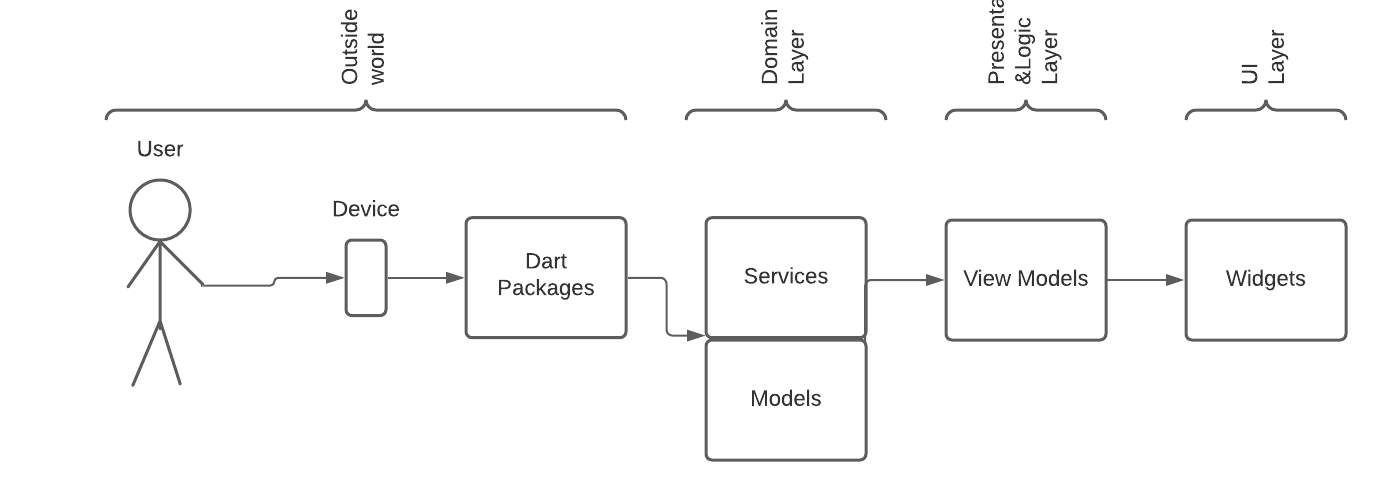 Outside
world
Domain
Layer
&Logic
Layer
UI
Layer
User
Device
Dart
Packages
Services
Models
View Models
Widgets